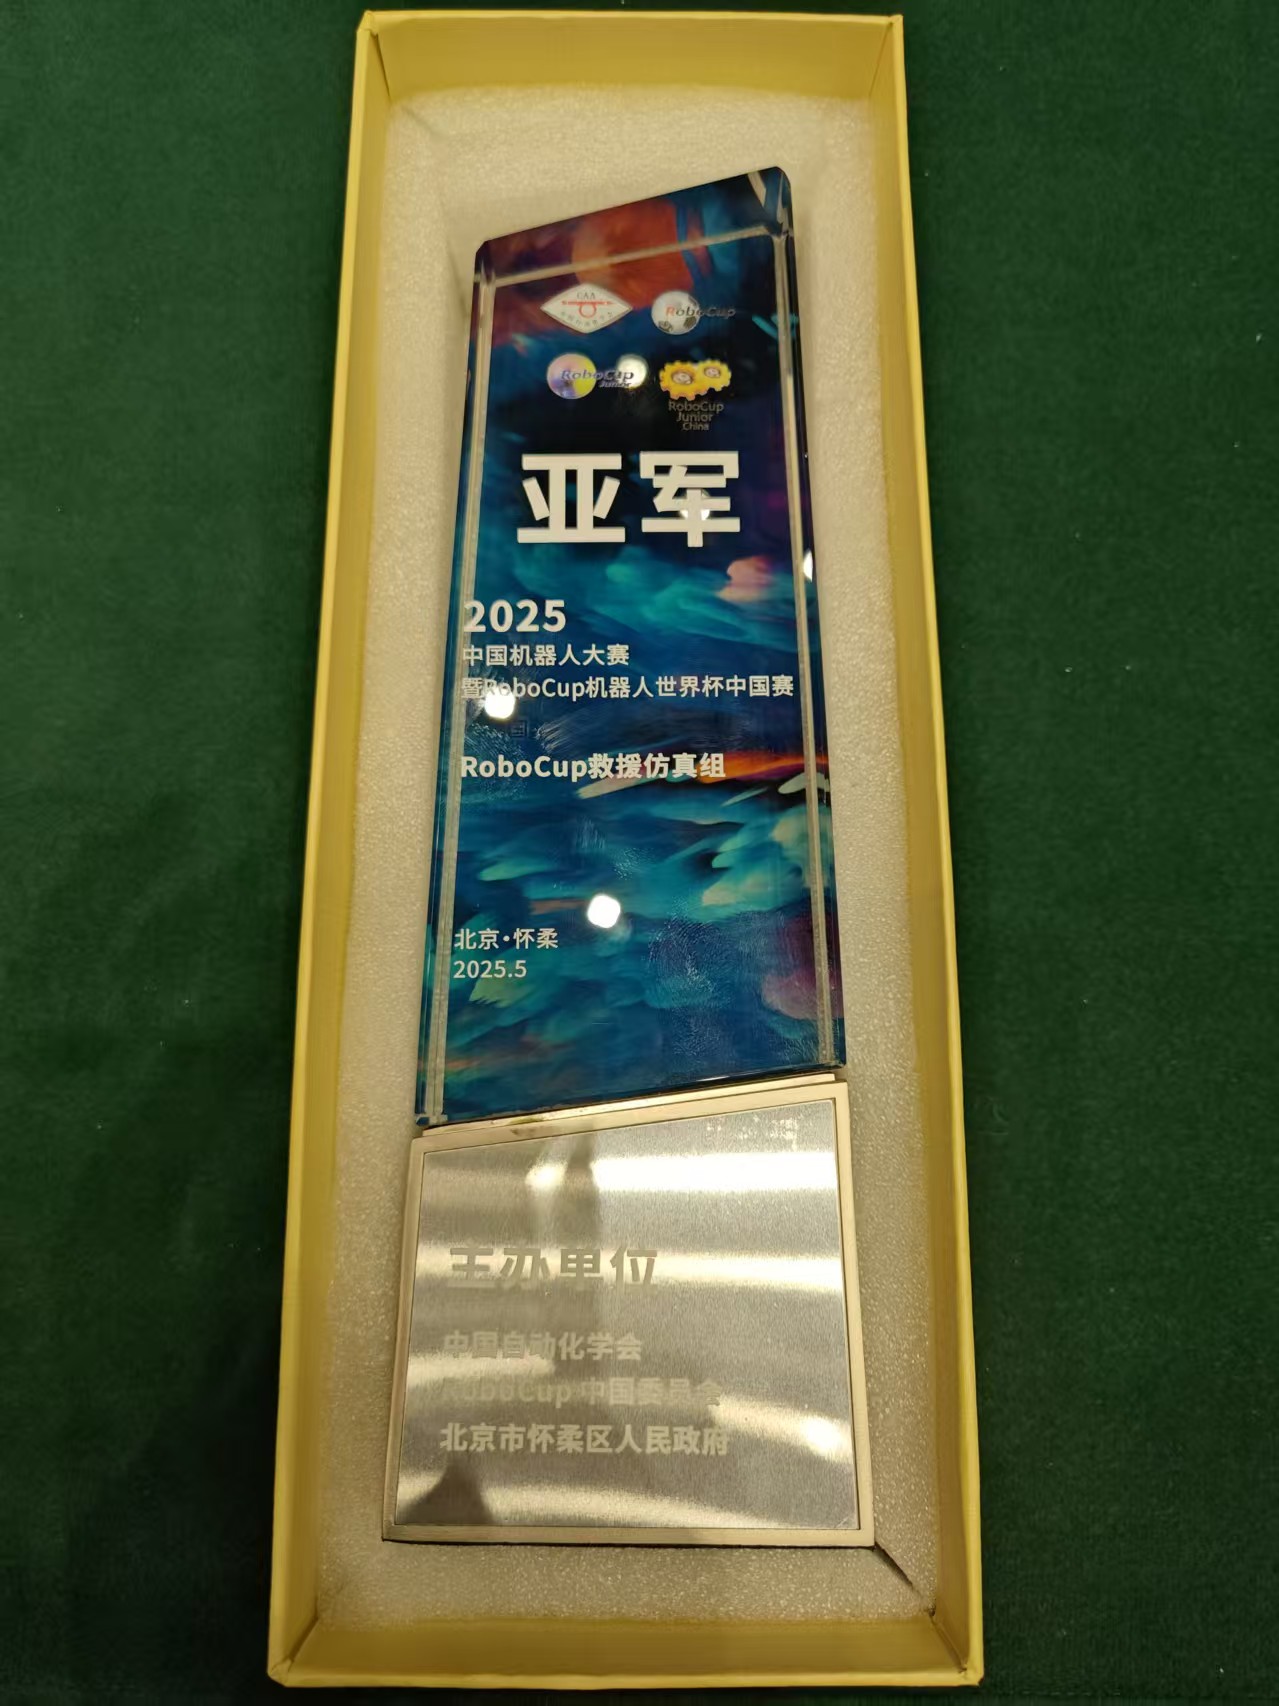 CAA
RoboCup
RoboCup
Junior
RoboCup
Junior
China
亚军
2025
中国机器人大赛
暨RoboCup机器人世界杯中国赛
RoboCup救援仿真组
北京·怀柔
2025.5
主办单位
中国自动化学会
RoboCup 中国委员会
北京市怀柔区人民政府